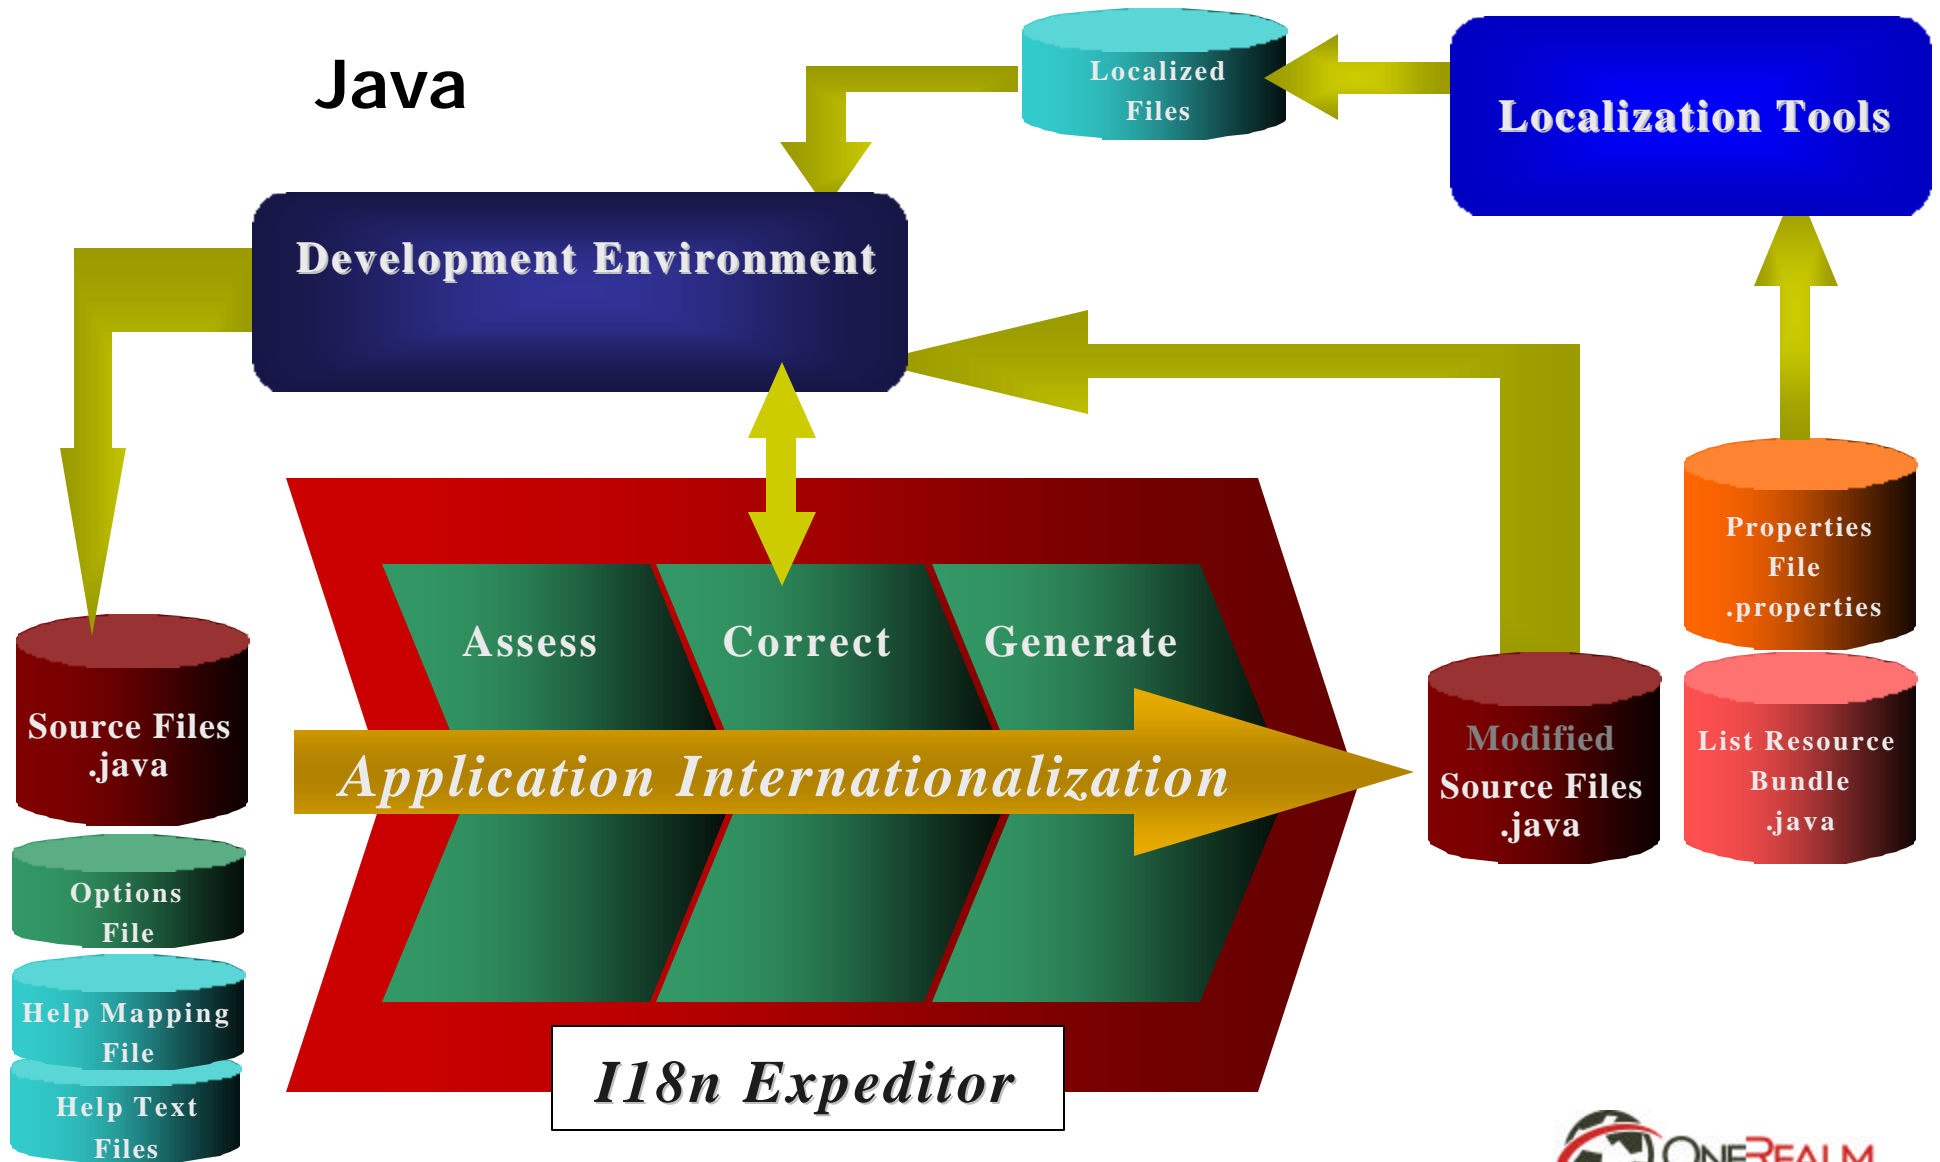 Java
Localized
Files
Localization Tools
Development Environment
Properties
File
.properties
Assess
Correct
Generate
Source Files
.java
Application Internationalization
Modified
Source Files
.java
List Resource
Bundle
.java
Options
File
Help Mapping
File
Help Text
Files
I18n Expeditor
ONEREALM